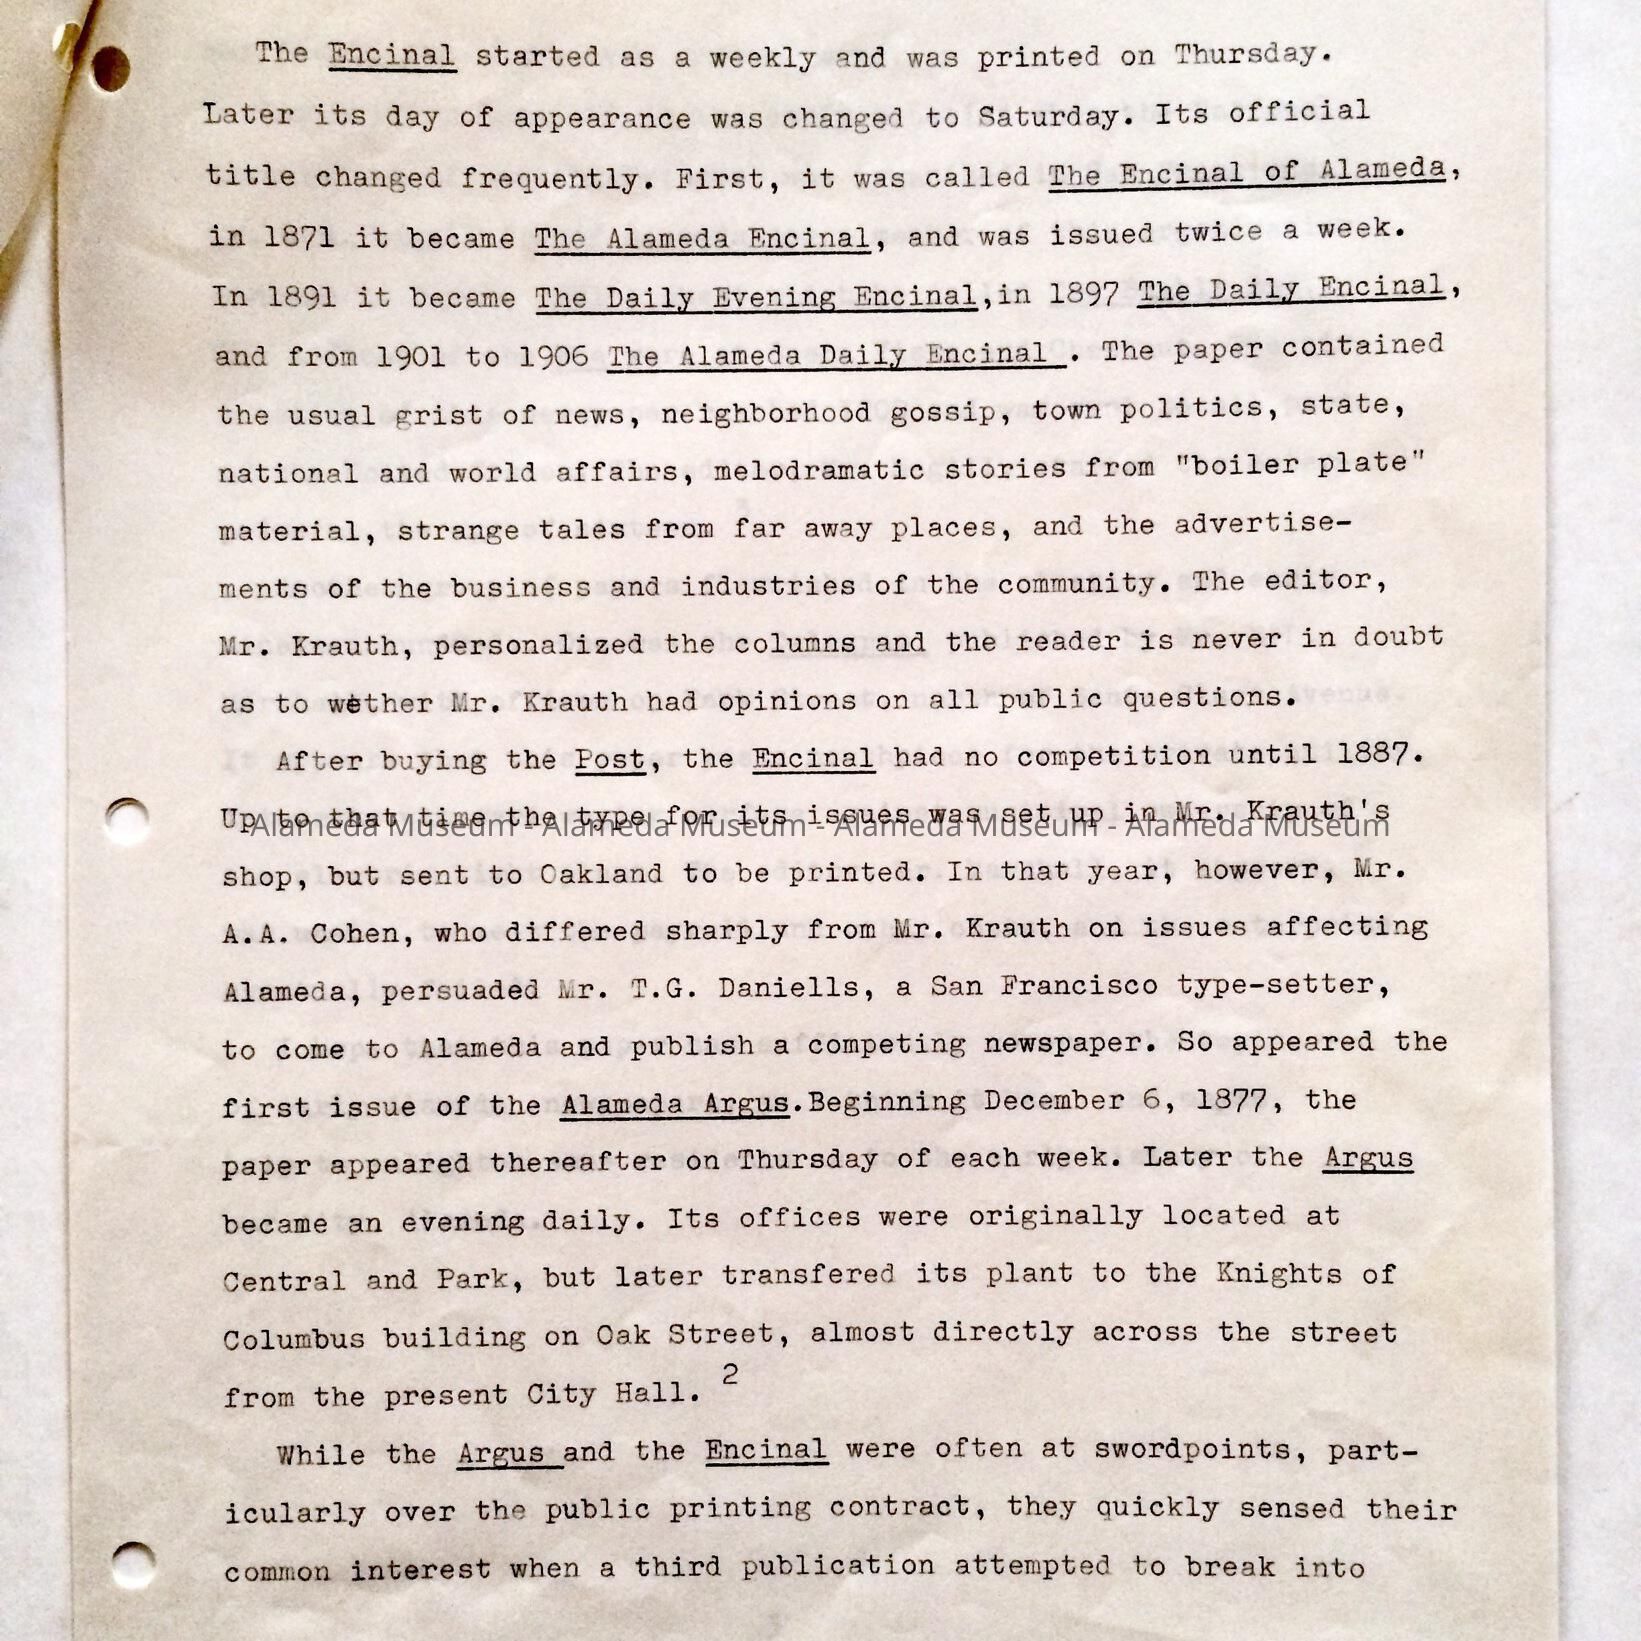 The Encinal started as a weekly and was printed on Thursday.
Later its day of appearance was changed to Saturday. Its official
title changed frequently. First, it was called The Encinal of Alameda,
in 1871 it became The Alameda Encinal, and was issued twice a week.
In 1891 it became The Daily Evening Encinal,in 1897 The Daily Encinal,
and from 1901 to 1906 The Alameda Daily Encinal . The paper contained
the usual grist of news, neighborhood gossip, town politics, state,
national and world affairs, melodramatic stories from "boiler plate"
material, strange tales from far away places, and the advertise-
ments of the business and industries of the community. The editor,
Mr. Krauth, personalized the columns and the reader is never in doubt
as to wether Mr. Krauth had opinions on all public questions.
After buying the Post, the Encinal had no competition until 1887.
Up to that time the type for its issues was set up in Mr. Krauth's
Alameda Museum - Alameda Museum - Alameda Museum - Alameda Museum
shop, but sent to Oakland to be printed. In that year, however, Mr.
A.A. Cohen, who differed sharply from Mr. Krauth on issues affecting
Alameda, persuaded Mr. T.G. Daniells, a San Francisco type-setter,
to come to Alameda and publish a competing newspaper. So appeared the
first issue of the Alameda Argus.Beginning December 6, 1877, the
paper appeared thereafter on Thursday of each week. Later the Argus
became an evening daily. Its offices were originally located at
Central and Park, but later transfered its plant to the Knights of
Columbus building on Oak Street, almost directly across the street
from the present City Hall. 2
While the Argus and the Encinal were often at swordpoints, part-
icularly over the public printing contract, they quickly sensed their
common interest when a third publication attempted to break into